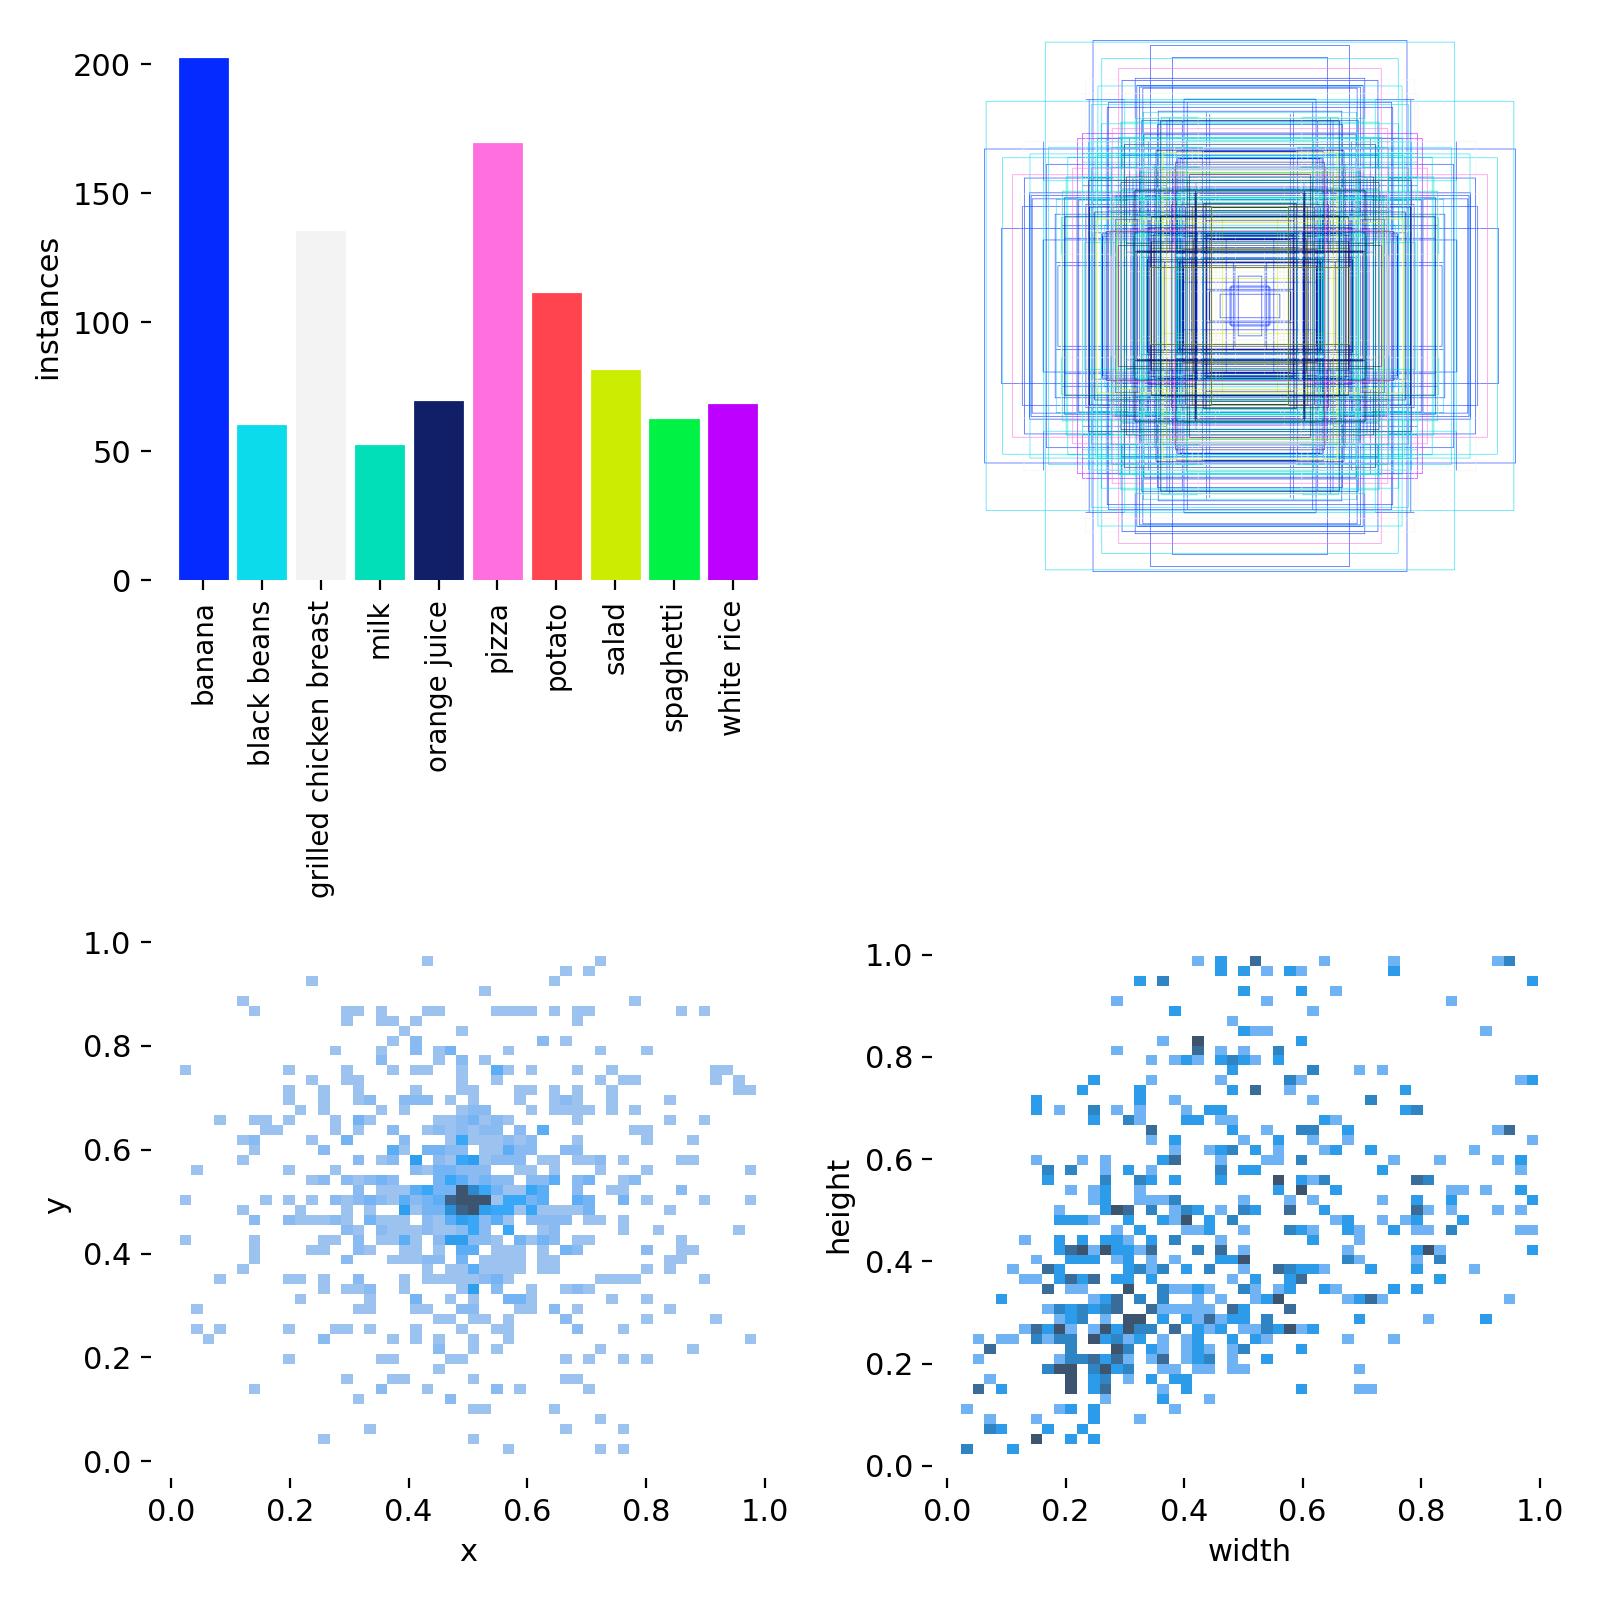 instances
200
150
100
50
0
banana
black beans
grilled chicken breast
milk
orange juice
pizza
potato
salad
spaghetti
white rice
y
1.0
0.8
0.6
0.4
0.2
0.0
0.0 0.2 0.4 0.6 0.8 1.0
x
height
1.0
0.8
0.6
0.4
0.2
0.0
0.0 0.2 0.4 0.6 0.8 1.0
width